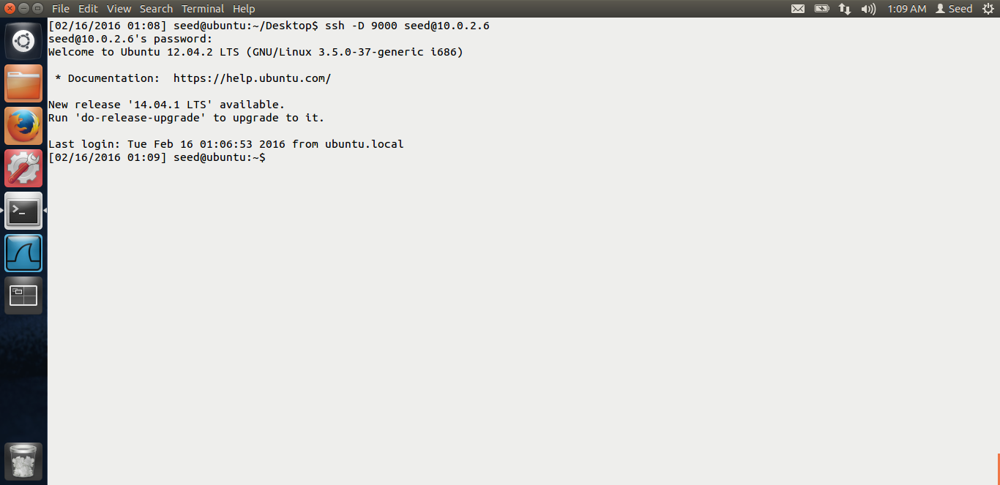 File Edit View Search Terminal Help 1:09 AM Seed
[02/16/2016 01:08] seed@ubuntu:~/Desktop$ ssh -D 9000 seed@10.0.2.6
seed@10.0.2.6's password:
Welcome to Ubuntu 12.04.2 LTS (GNU/Linux 3.5.0-37-generic i686)
* Documentation:  https://help.ubuntu.com/
New release '14.04.1 LTS' available.
Run 'do-release-upgrade' to upgrade to it.
Last login: Tue Feb 16 01:06:53 2016 from ubuntu.local
[02/16/2016 01:09] seed@ubuntu:~$